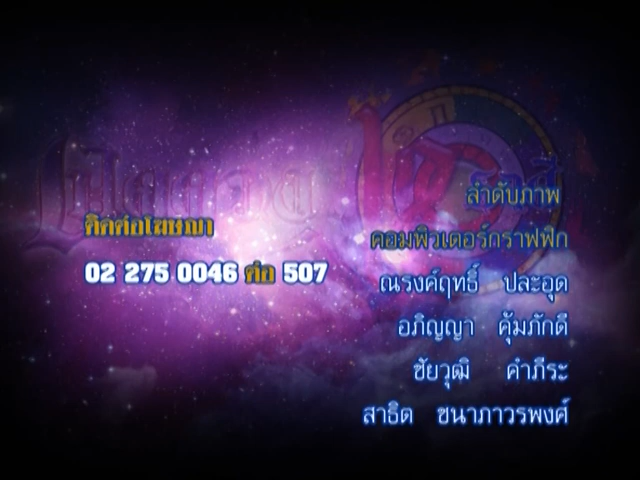 ติดต่อโฆษณา
02 275 0046 ต่อ 507
ลำดับภาพ
คอมพิวเตอร์กราฟฟิก
ณรงค์ฤทธิ์ ปละอุด
อภิญญา คุ้มภักดี
ชัยวุฒิ คำภีระ
สาธิด ชนาภาวรพงศ์